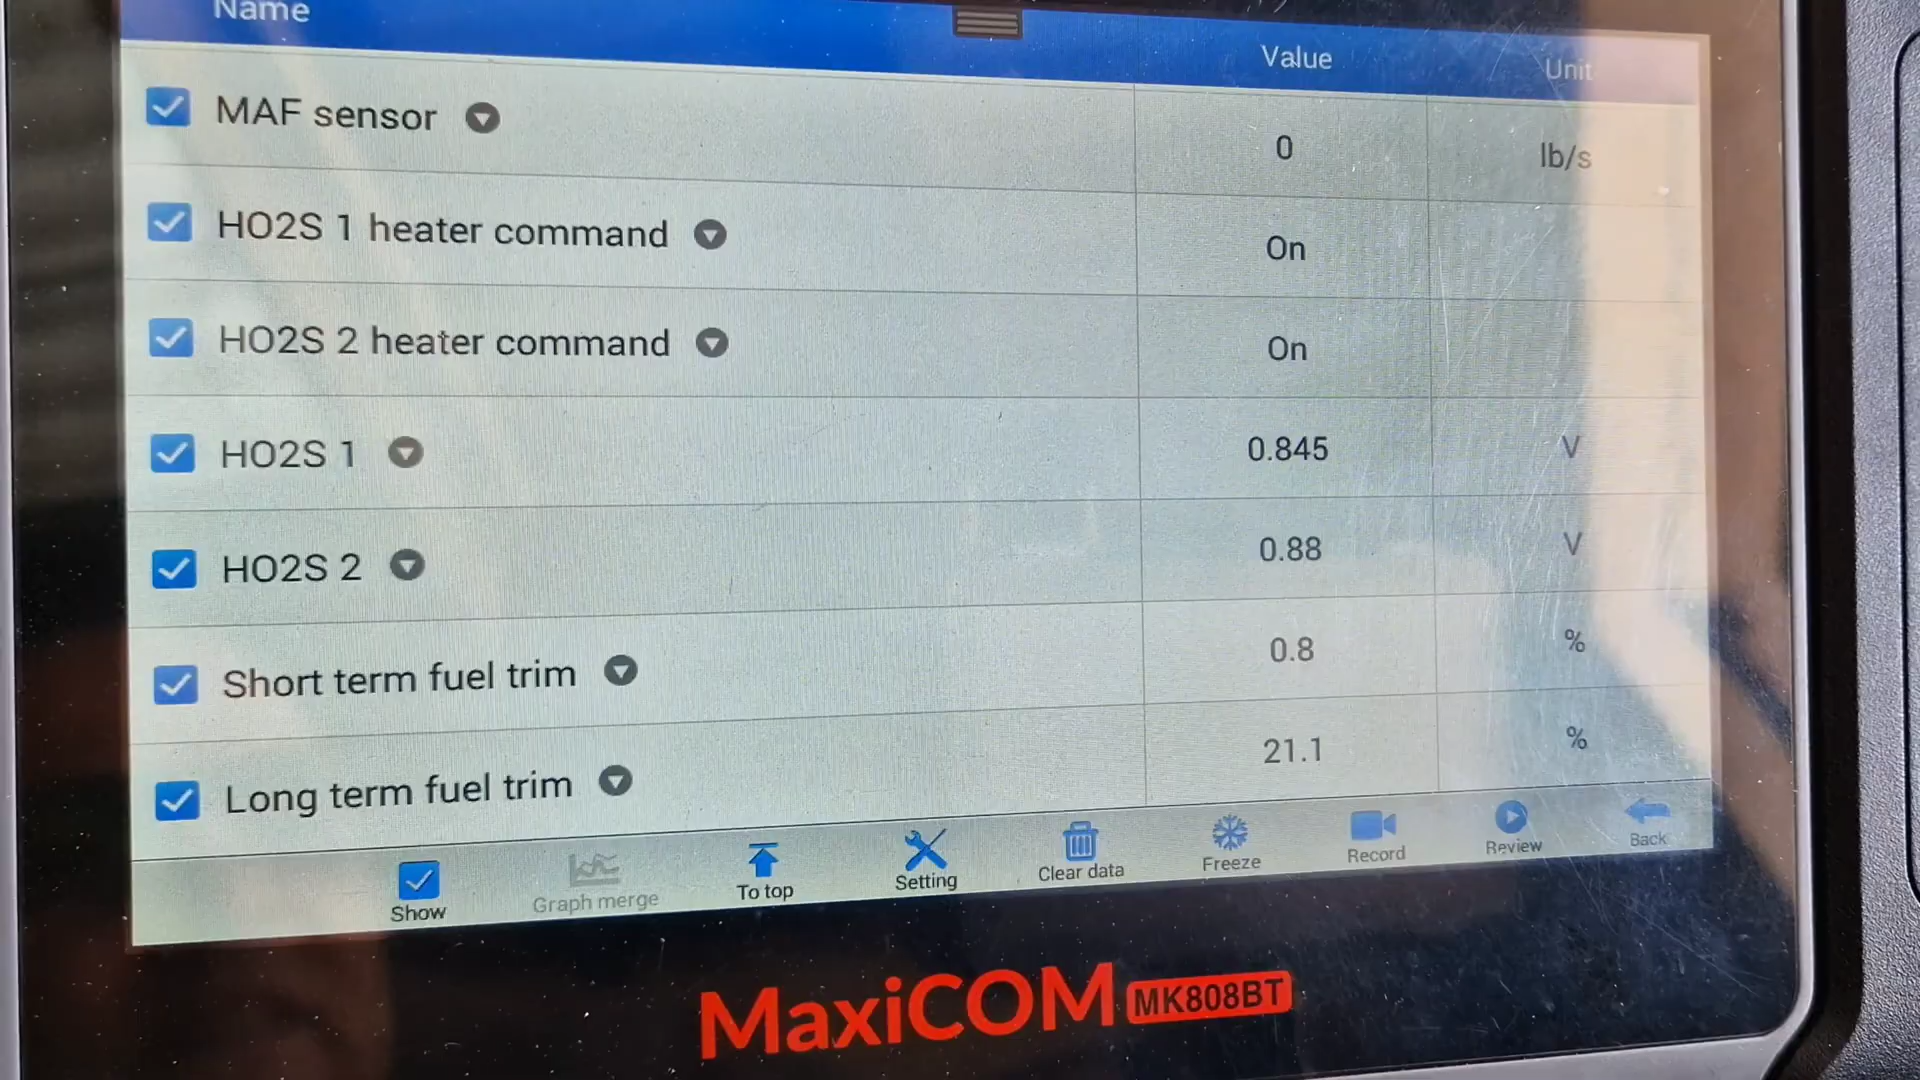 Name Value Unit
MAF sensor 0 lb/s
HO2S 1 heater command On
HO2S 2 heater command On
HO2S 1 0.845 V
HO2S 2 0.88 V
Short term fuel trim 0.8 %
Long term fuel trim 21.1 %
Show Graph merge To top Setting Clear data Freeze Record Review Back
MaxiCOM MK808BT